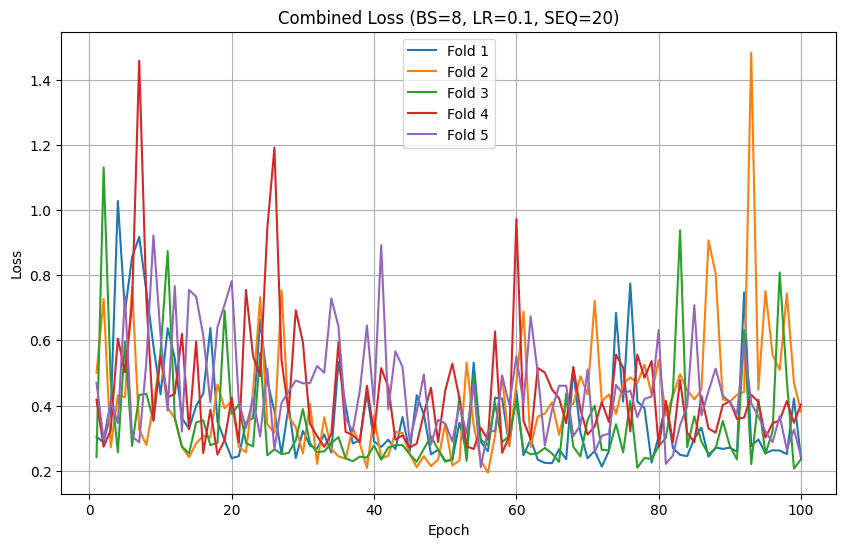 Combined Loss (BS=8, LR=0.1, SEQ=20)
Fold 1
Fold 2
Fold 3
Fold 4
Fold 5
Loss
1.4
1.2
1.0
0.8
0.6
0.4
0.2
0 20 40 60 80 100
Epoch